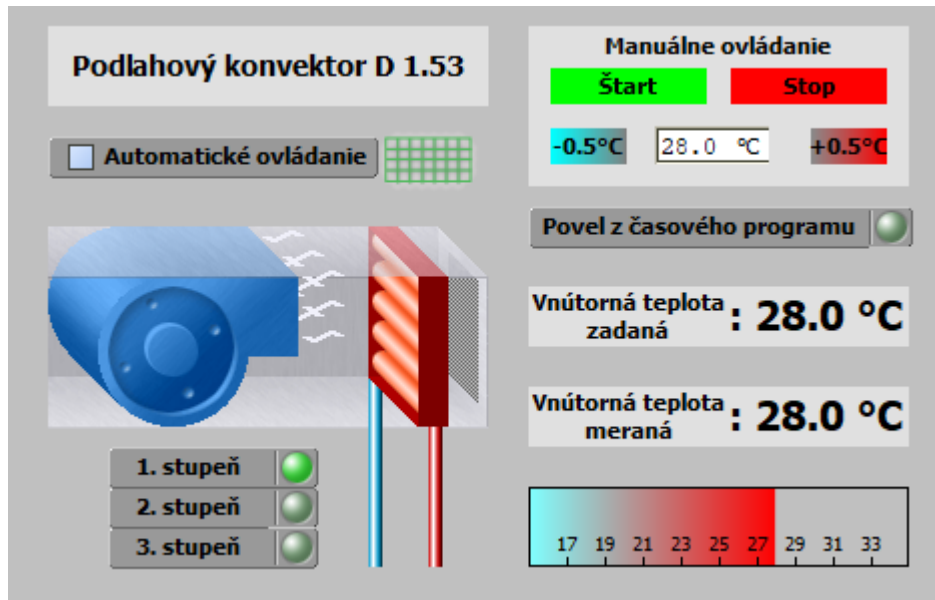 Podlahový konvektor D 1.53
Automatické ovládanie
1. stupeň
2. stupeň
3. stupeň
Manuálne ovládanie
Štart Stop
-0.5°C 28.0 °C +0.5°C
Povel z časového programu
Vnútorná teplota
zadaná : 28.0 °C
Vnútorná teplota
meraná : 28.0 °C
17 19 21 23 25 27 29 31 33